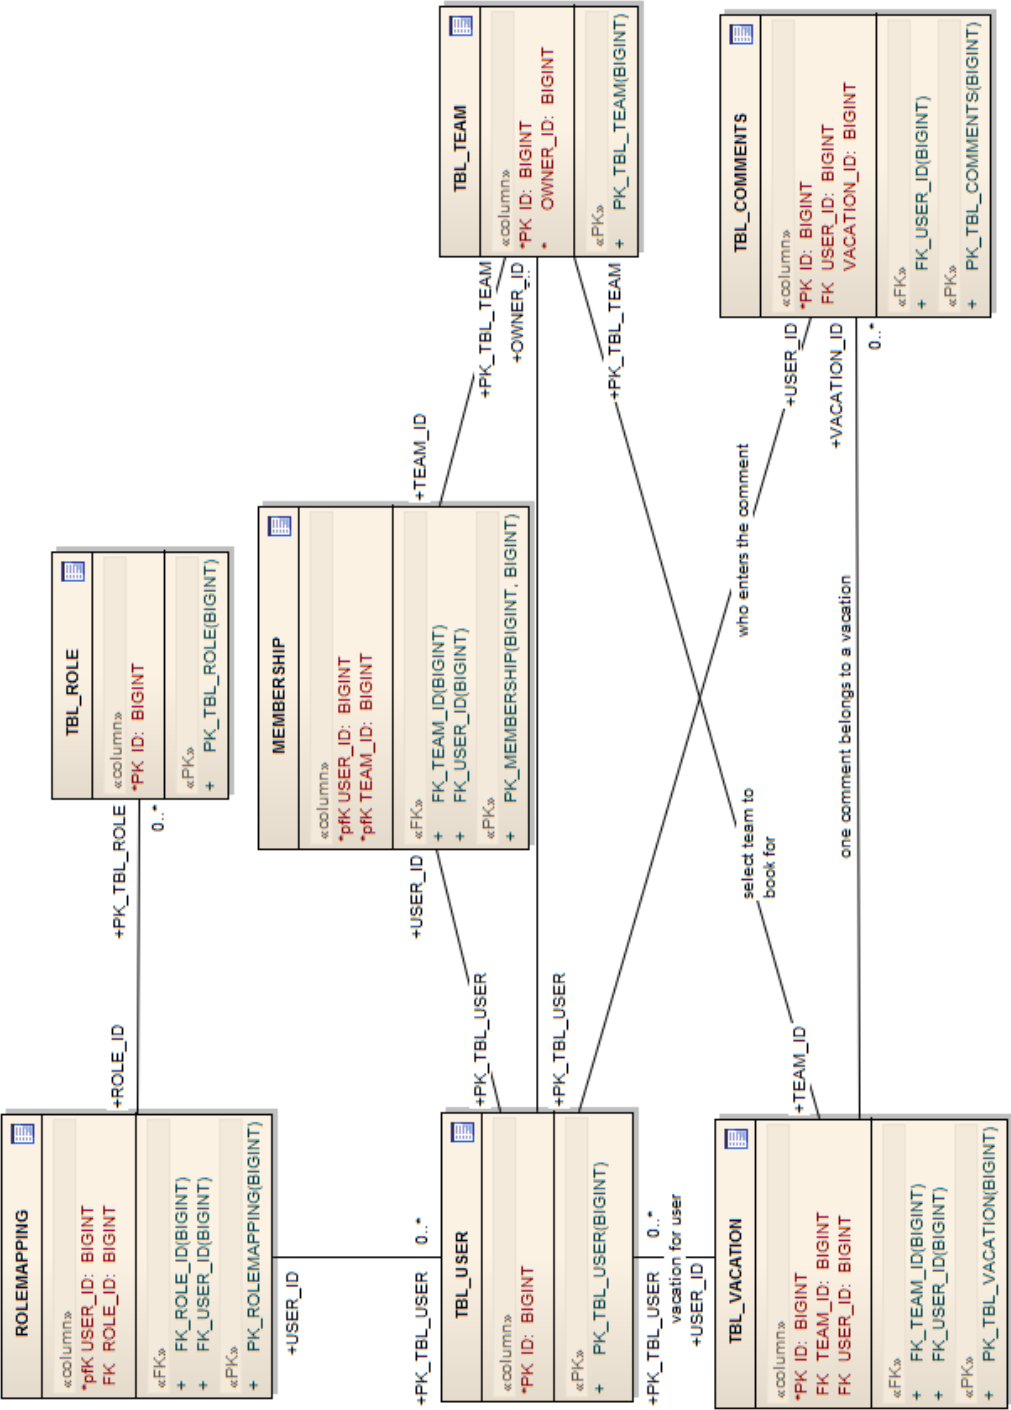 ROLEMAPPING
«column»
*pfK USER_ID: BIGINT
FK ROLE_ID: BIGINT
«FK»
+ FK_ROLE_ID(BIGINT)
+ FK_USER_ID(BIGINT)
«PK»
+ PK_ROLEMAPPING(BIGINT)
+ROLE_ID
+PK_TBL_ROLE
0..*
TBL_ROLE
«column»
*PK ID: BIGINT
«PK»
+ PK_TBL_ROLE(BIGINT)
+USER_ID
+PK_TBL_USER
0..*
MEMBERSHIP
«column»
*pfK USER_ID: BIGINT
*pfK TEAM_ID: BIGINT
«FK»
+ FK_TEAM_ID(BIGINT)
+ FK_USER_ID(BIGINT)
«PK»
+ PK_MEMBERSHIP(BIGINT, BIGINT)
+USER_ID
+PK_TBL_USER
+TEAM_ID
+PK_TBL_TEAM
+OWNER_ID
+PK_TBL_USER
TBL_USER
«column»
*PK ID: BIGINT
«PK»
+ PK_TBL_USER(BIGINT)
TBL_TEAM
«column»
*PK ID: BIGINT
* OWNER_ID: BIGINT
«PK»
+ PK_TBL_TEAM(BIGINT)
+PK_TBL_TEAM
+PK_TBL_USER
0..*
vacation for user
+USER_ID
select team to
book for
+TEAM_ID
who enters the comment
+USER_ID
+VACATION_ID
0..*
one comment belongs to a vacation
TBL_VACATION
«column»
*PK ID: BIGINT
FK TEAM_ID: BIGINT
FK USER_ID: BIGINT
«FK»
+ FK_TEAM_ID(BIGINT)
+ FK_USER_ID(BIGINT)
«PK»
+ PK_TBL_VACATION(BIGINT)
TBL_COMMENTS
«column»
*PK ID: BIGINT
FK USER_ID: BIGINT
VACATION_ID: BIGINT
«FK»
+ FK_USER_ID(BIGINT)
«PK»
+ PK_TBL_COMMENTS(BIGINT)